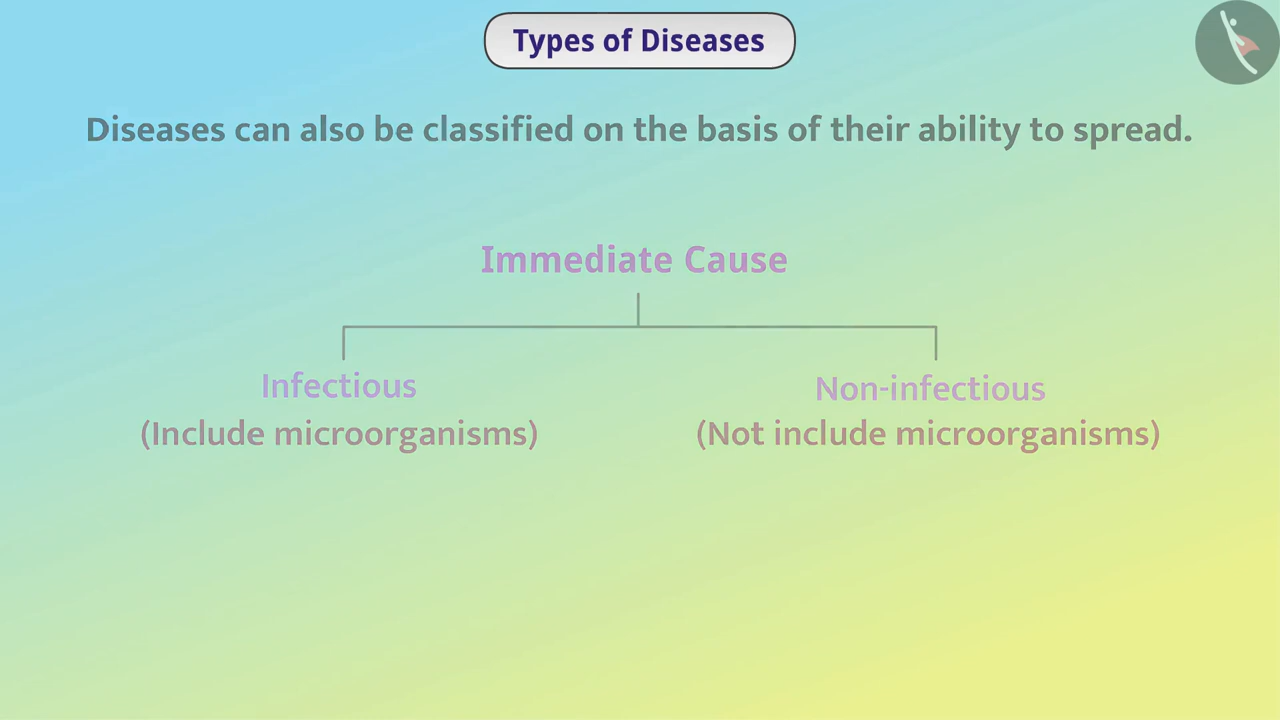 Types of Diseases
Diseases can also be classified on the basis of their ability to spread.
Immediate Cause
Infectious
(Include microorganisms)
Non-infectious
(Not include microorganisms)